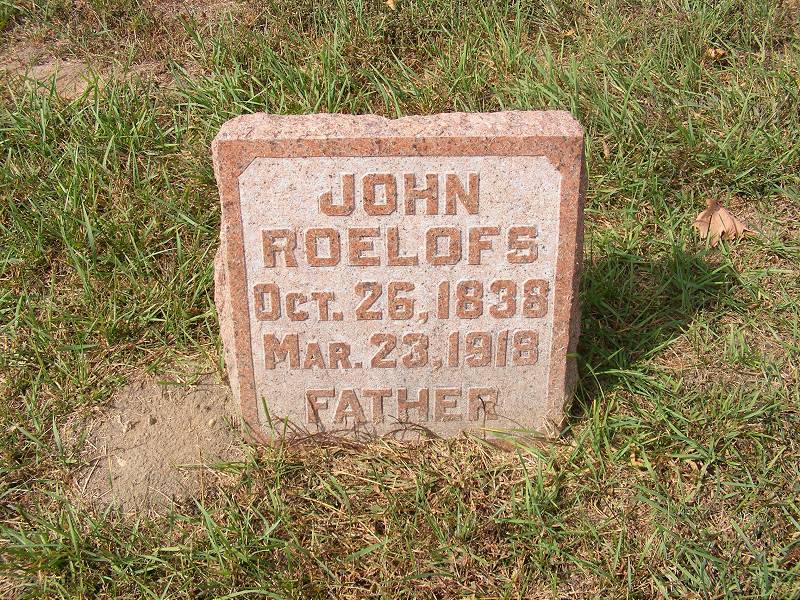 JOHN
ROELOFS
OCT. 26, 1838
MAR. 23, 1918
FATHER